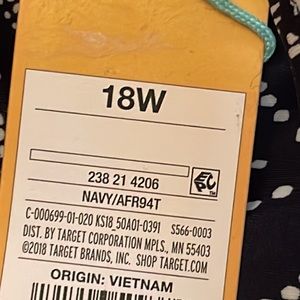 18W
238 21 4206
NAVY/AFR94T
EPC
C-000699-01-020 KS18_50A01-0391 S566-0003
DIST. BY TARGET CORPORATION MPLS., MN 55403
©2018 TARGET BRANDS, INC. SHOP TARGET.COM
ORIGIN: VIETNAM